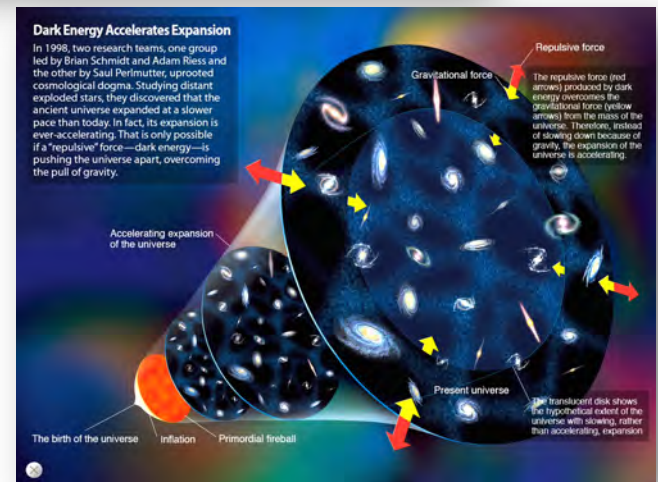 Dark Energy Accelerates Expansion
In 1998, two research teams, one group
led by Brian Schmidt and Adam Riess and
the other by Saul Perlmutter, uprooted
cosmological dogma. Studying distant
exploded stars, they discovered that the
ancient universe expanded at a slower
pace than today. In fact, its expansion is
ever-accelerating. That is only possible
if a "repulsive" force—dark energy—is
pushing the universe apart, overcoming
the pull of gravity.
Repulsive force
Gravitational force
The repulsive force (red
arrows) produced by dark
energy overcomes the
gravitational force (yellow
arrows) from the mass of the
universe. Therefore, instead
of slowing down because of
gravity, the expansion of the
universe is accelerating.
Accelerating expansion
of the universe
Present universe
The translucent disk shows
the hypothetical extent of the
universe with slowing, rather
than accelerating, expansion
The birth of the universe
Inflation
Primordial fireball